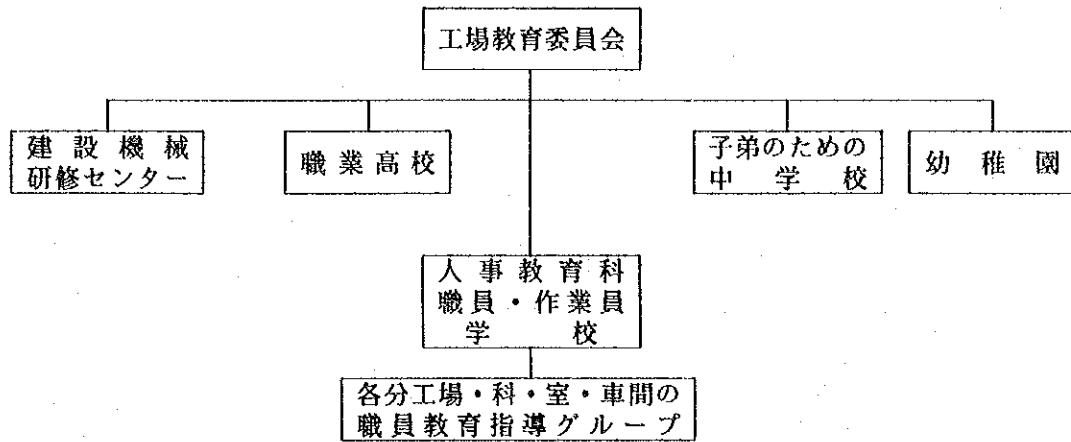 工場教育委員会
建設機械
研修センター
職業高校
子弟のための
中学校
幼稚園
人事教育科
職員・作業員
学校
各分工場・科・室・車間の
職員教育指導グループ